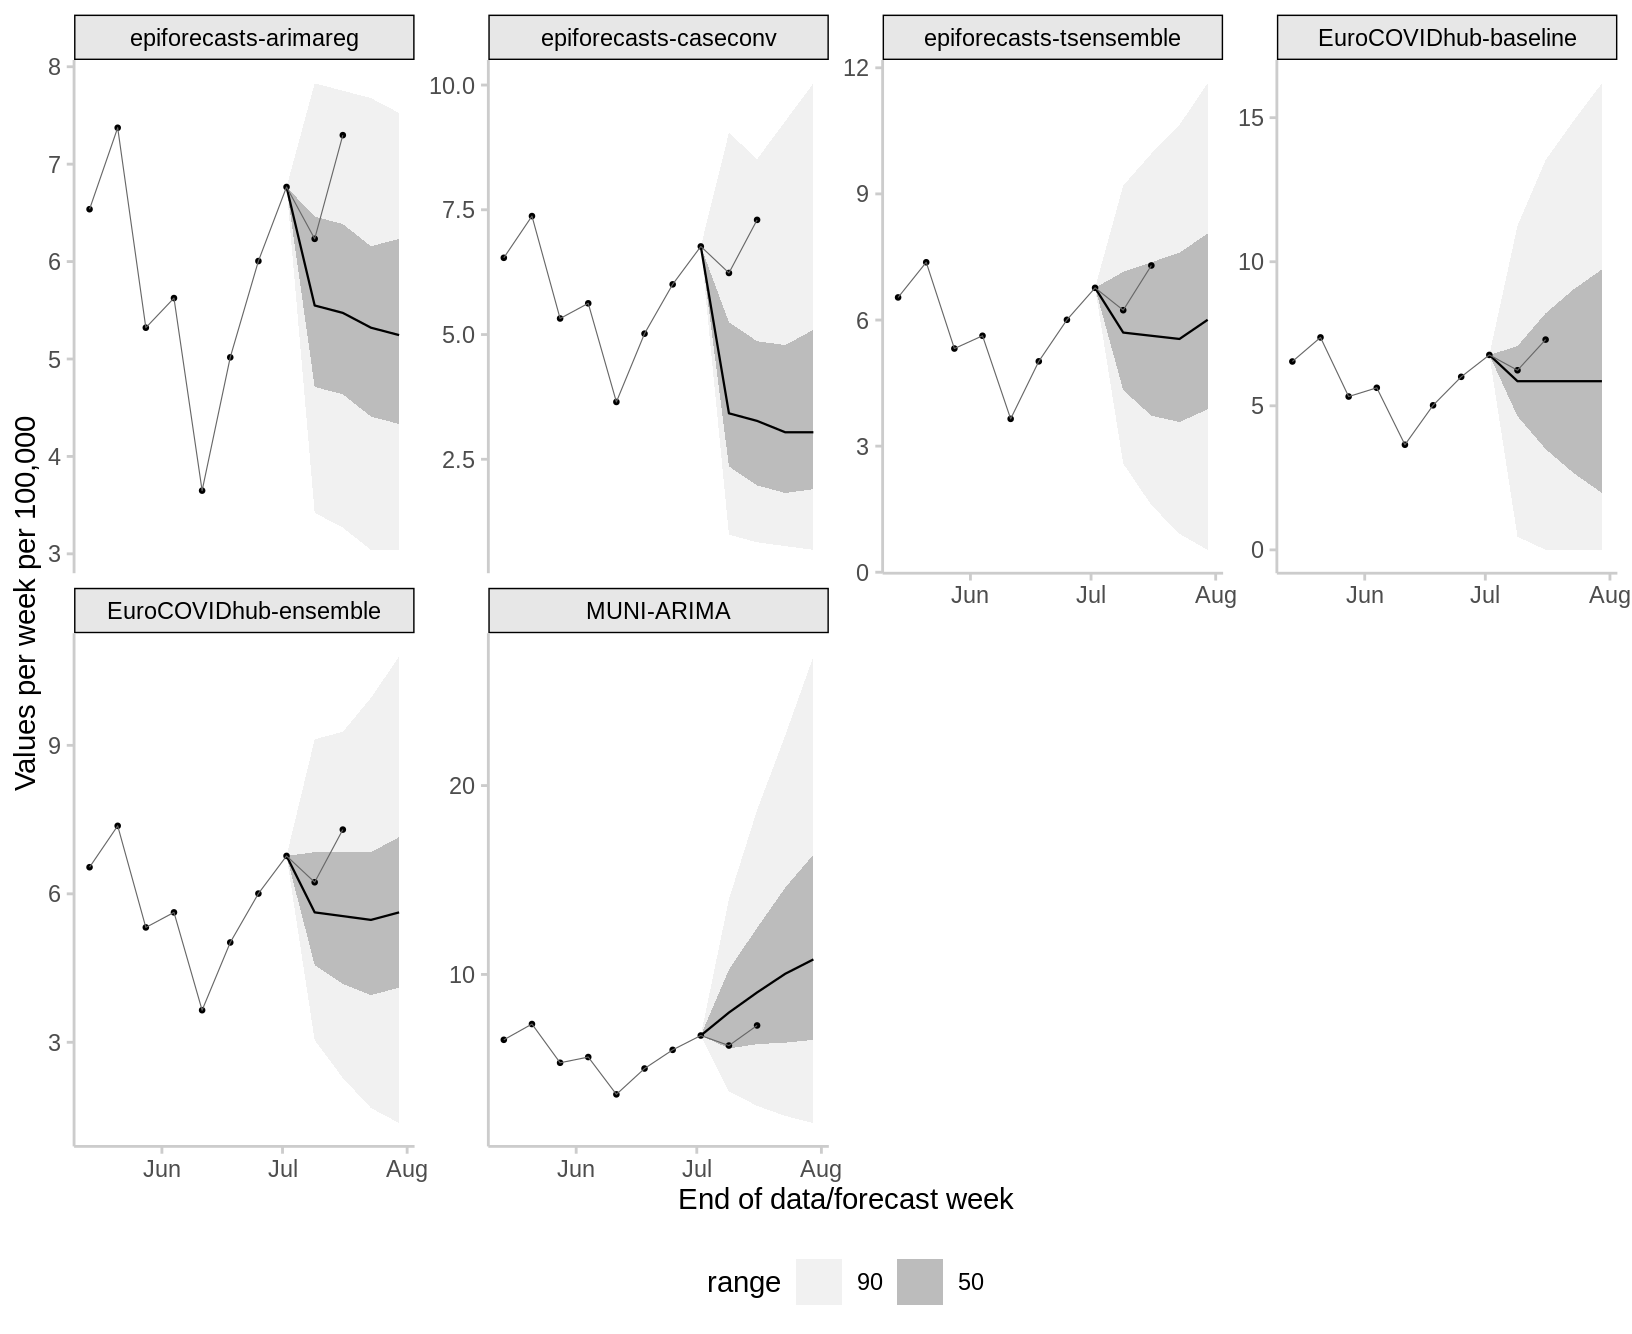 epiforecasts-arimareg
epiforecasts-caseconv
epiforecasts-tsensemble
EuroCOVIDhub-baseline
8
7
6
5
4
3
10.0
7.5
5.0
2.5
12
9
6
3
0
Jun Jul Aug
15
10
5
0
Jun Jul Aug
Values per week per 100,000
EuroCOVIDhub-ensemble
MUNI-ARIMA
9
6
3
Jun Jul Aug
20
10
Jun Jul Aug
End of data/forecast week
range 90 50